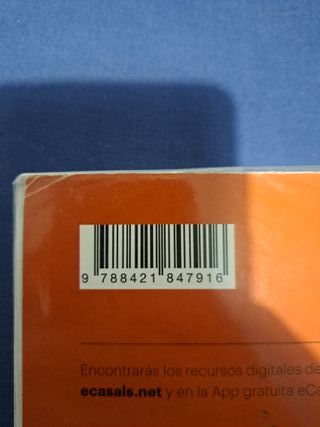 9 788421 847916
Encontrarás los recursos digitales de
ecasals.net y en la App gratuita